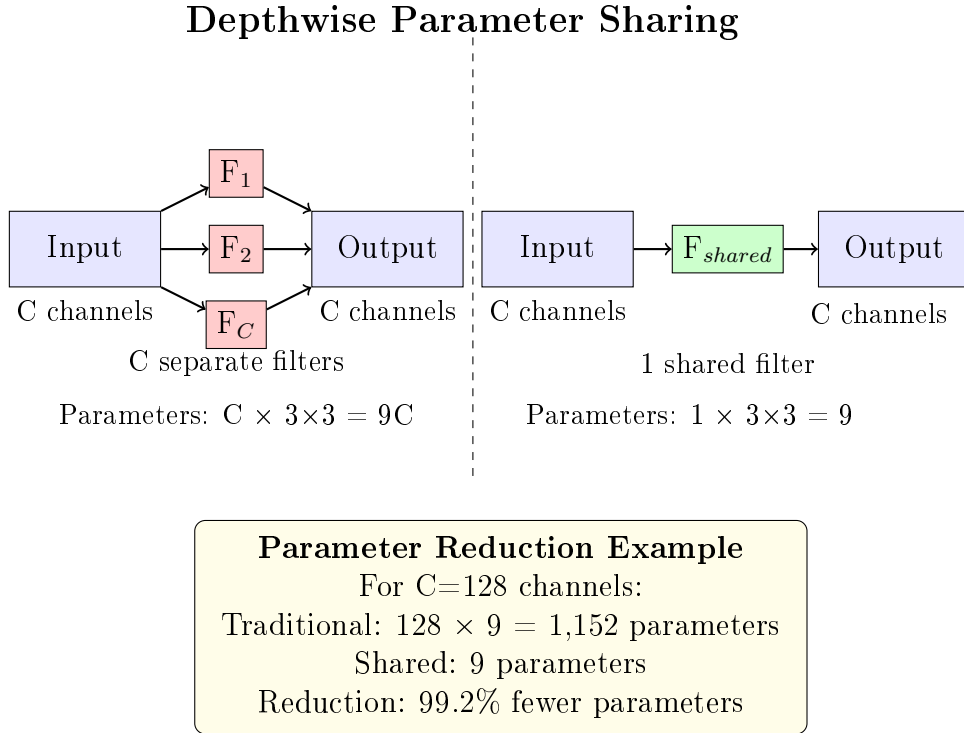 Depthwise Parameter Sharing
F1
Input
F2
Output
C channels
FC
C channels
C separate filters
Parameters: C × 3×3 = 9C
Input
Fshared
Output
C channels
C channels
1 shared filter
Parameters: 1 × 3×3 = 9
Parameter Reduction Example
For C=128 channels:
Traditional: 128 × 9 = 1,152 parameters
Shared: 9 parameters
Reduction: 99.2% fewer parameters